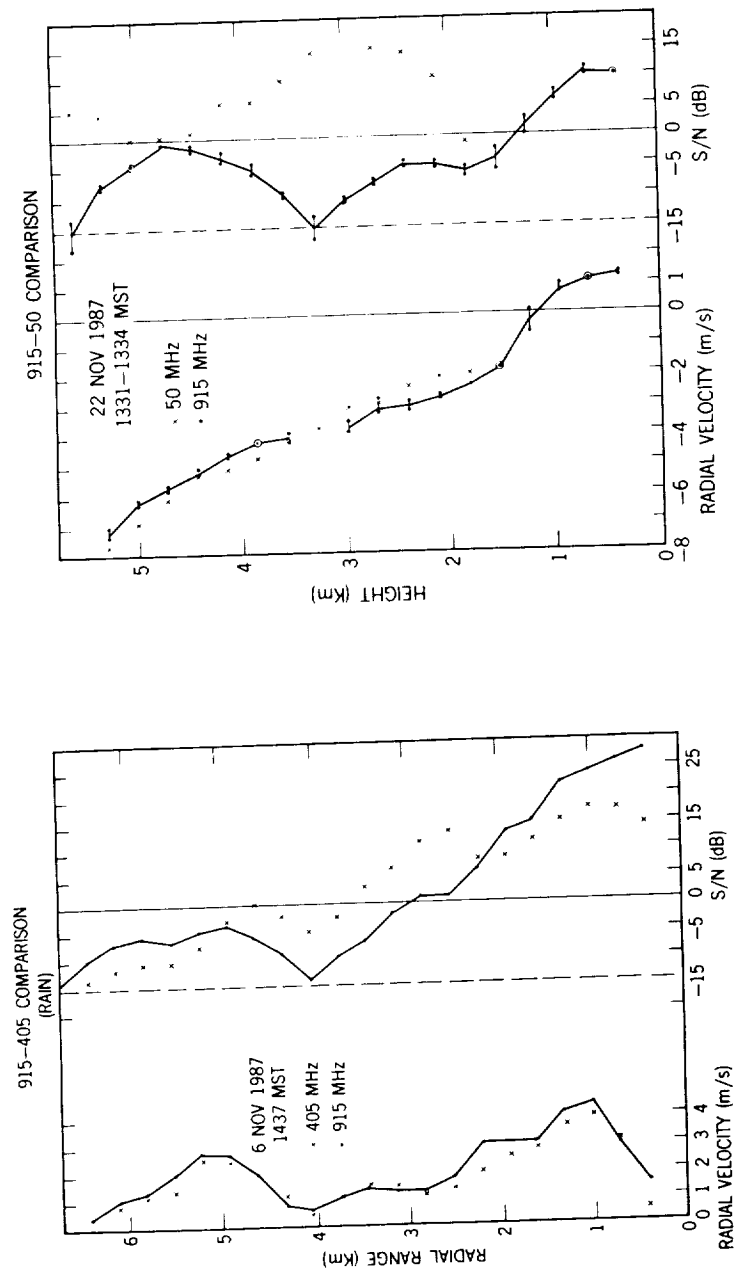 915–50 COMPARISON
22 NOV 1987
1331–1334 MST
× 50 MHz
• 915 MHz
HEIGHT (Km)
5
4
3
2
1
0
–8 –6 –4 –2 0 1
RADIAL VELOCITY (m/s)
–15 –5 0 5 15
S/N (dB)
915–405 COMPARISON
(RAIN)
6 NOV 1987
1437 MST
× 405 MHz
• 915 MHz
RADIAL RANGE (Km)
6
5
4
3
2
1
0
0 1 2 3 4
RADIAL VELOCITY (m/s)
–15 –5 0 5 15 25
S/N (dB)